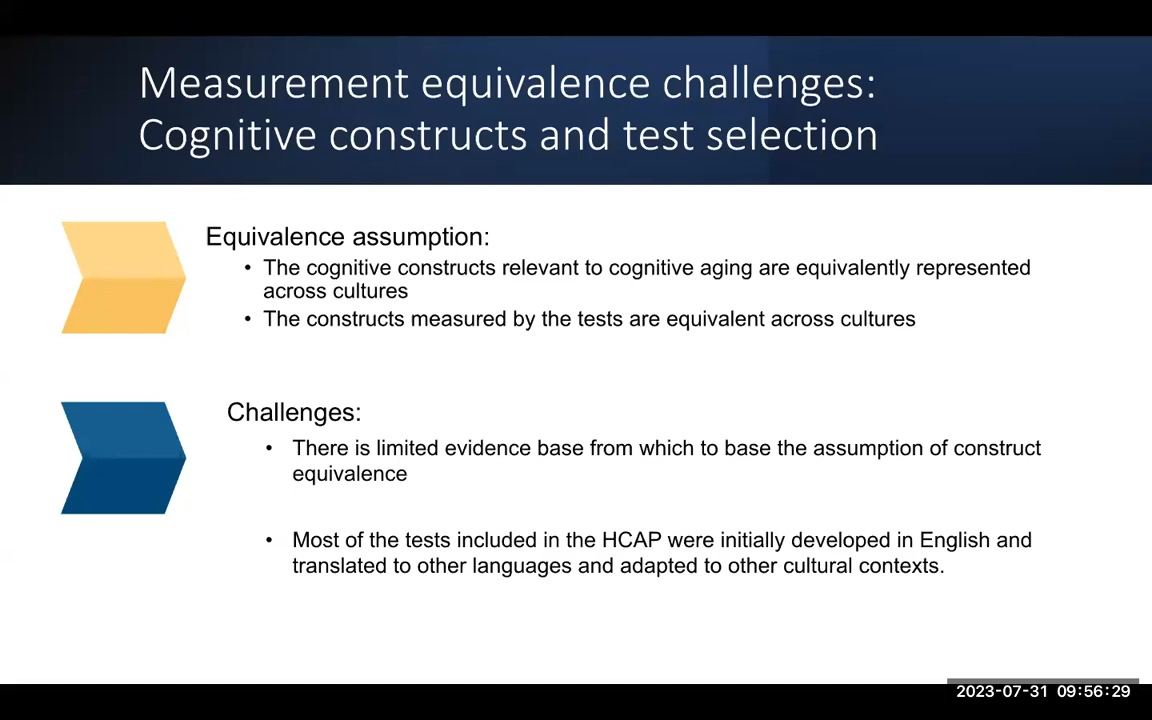 Measurement equivalence challenges:
Cognitive constructs and test selection
Equivalence assumption:
• The cognitive constructs relevant to cognitive aging are equivalently represented
across cultures
• The constructs measured by the tests are equivalent across cultures
Challenges:
• There is limited evidence base from which to base the assumption of construct
equivalence
• Most of the tests included in the HCAP were initially developed in English and
translated to other languages and adapted to other cultural contexts.
2023-07-31 09:56:29